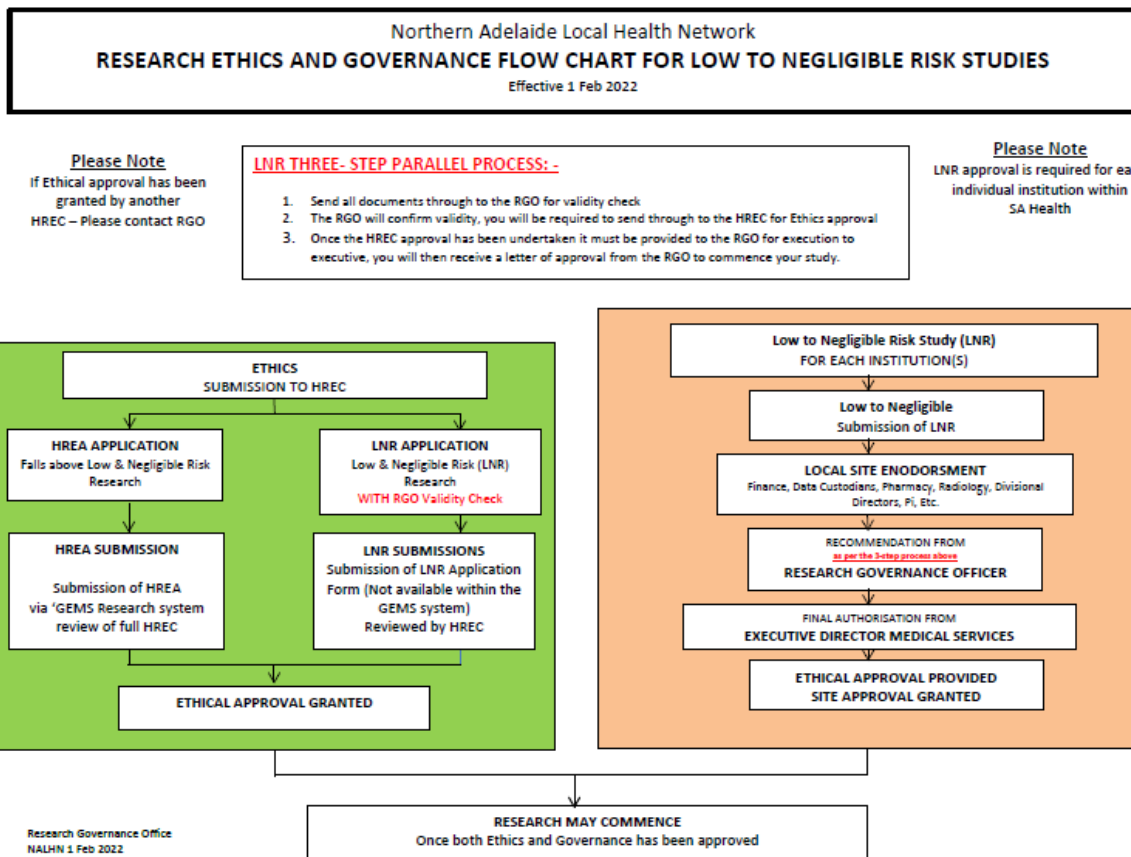 Northern Adelaide Local Health Network
RESEARCH ETHICS AND GOVERNANCE FLOW CHART FOR LOW TO NEGLIGIBLE RISK STUDIES
Effective 1 Feb 2022
Please Note
If Ethical approval has been
granted by another
HREC – Please contact RGO
LNR THREE- STEP PARALLEL PROCESS: -
1. Send all documents through to the RGO for validity check
2. The RGO will confirm validity, you will be required to send through to the HREC for Ethics approval
3. Once the HREC approval has been undertaken it must be provided to the RGO for execution to
executive, you will then receive a letter of approval from the RGO to commence your study.
Please Note
LNR approval is required for ea
individual institution within
SA Health
ETHICS
SUBMISSION TO HREC
HREA APPLICATION
Falls above Low & Negligible Risk
Research
LNR APPLICATION
Low & Negligible Risk (LNR)
Research
WITH RGO Validity Check
HREA SUBMISSION
Submission of HREA
via 'GEMS Research system
review of full HREC
LNR SUBMISSIONS
Submission of LNR Application
Form (Not available within the
GEMS system)
Reviewed by HREC
ETHICAL APPROVAL GRANTED
Low to Negligible Risk Study (LNR)
FOR EACH INSTITUTION(S)
Low to Negligible
Submission of LNR
LOCAL SITE ENODORSMENT
Finance, Data Custodians, Pharmacy, Radiology, Divisional
Directors, PI, Etc.
RECOMMENDATION FROM
as per the 3-step process above
RESEARCH GOVERNANCE OFFICER
FINAL AUTHORISATION FROM
EXECUTIVE DIRECTOR MEDICAL SERVICES
ETHICAL APPROVAL PROVIDED
SITE APPROVAL GRANTED
RESEARCH MAY COMMENCE
Once both Ethics and Governance has been approved
Research Governance Office
NALHN 1 Feb 2022